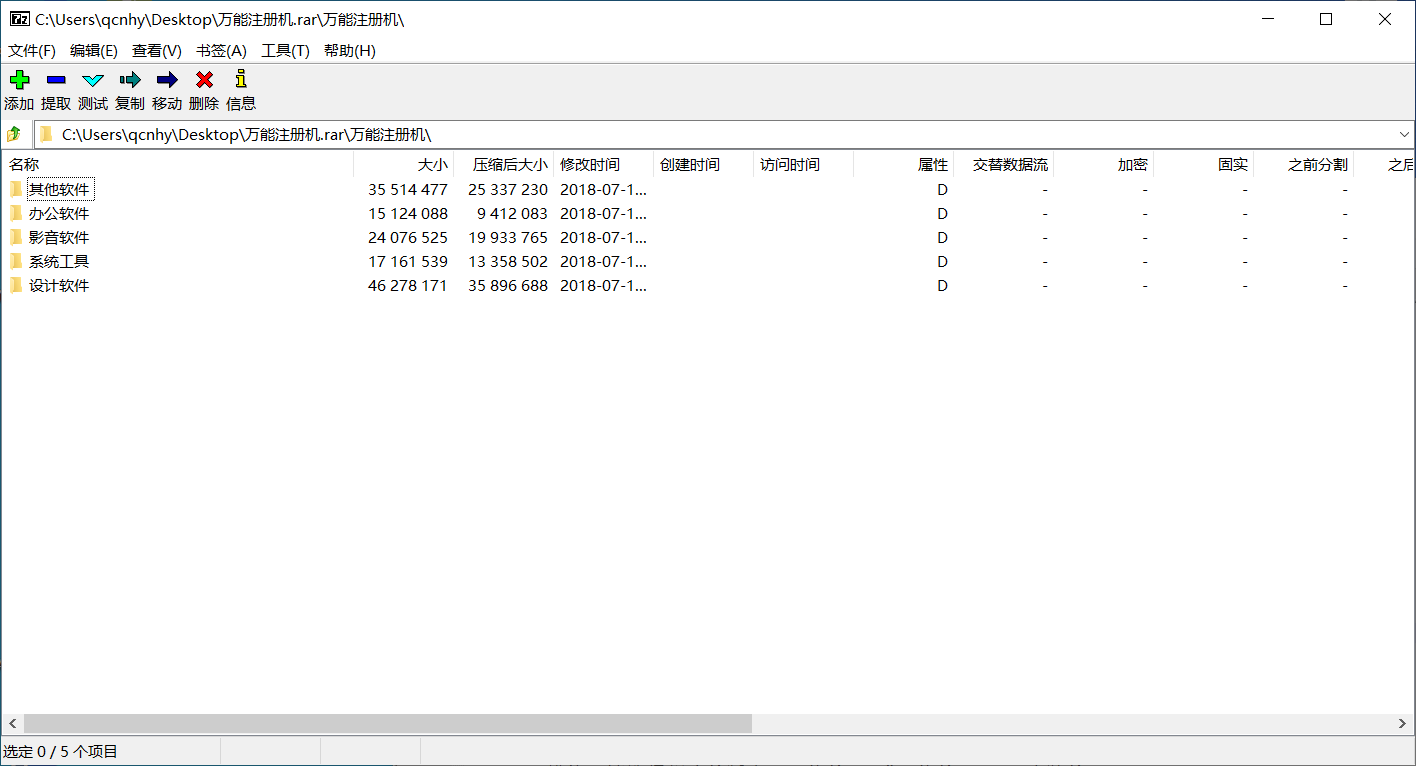 C:\Users\qcnhy\Desktop\万能注册机.rar\万能注册机\
文件(F) 编辑(E) 查看(V) 书签(A) 工具(T) 帮助(H)
添加 提取 测试 复制 移动 删除 信息
C:\Users\qcnhy\Desktop\万能注册机.rar\万能注册机\
名称 大小 压缩后大小 修改时间 创建时间 访问时间 属性 交替数据流 加密 固实 之前分割 之后
其他软件 35 514 477 25 337 230 2018-07-1... D - - - -
办公软件 15 124 088 9 412 083 2018-07-1... D - - - -
影音软件 24 076 525 19 933 765 2018-07-1... D - - - -
系统工具 17 161 539 13 358 502 2018-07-1... D - - - -
设计软件 46 278 171 35 896 688 2018-07-1... D - - - -
选定 0 / 5 个项目